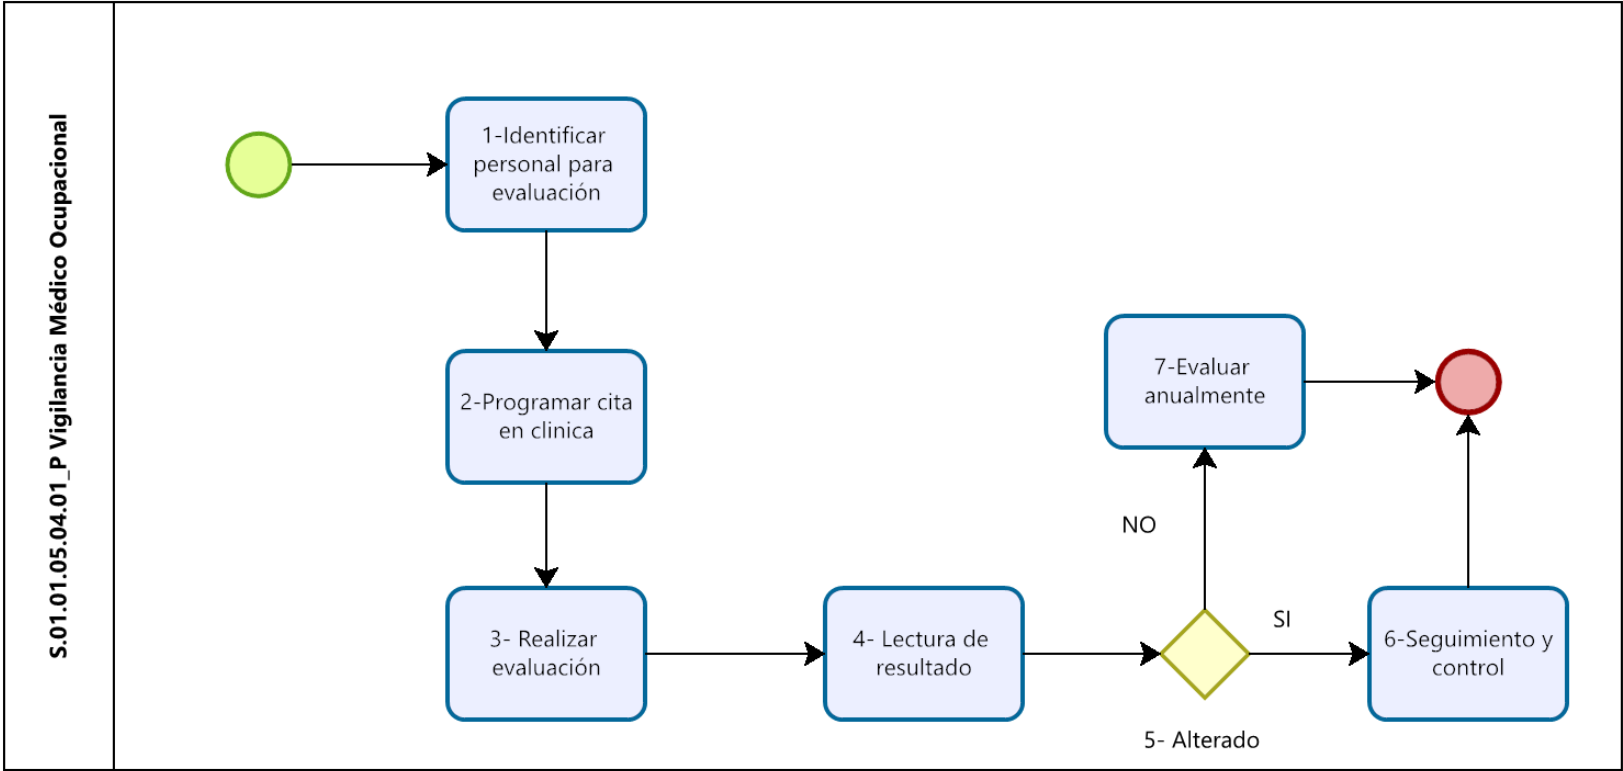 S.01.01.05.04.01_P Vigilancia Médico Ocupacional
1-Identificar
personal para
evaluación
2-Programar cita
en clinica
3- Realizar
evaluación
4- Lectura de
resultado
5- Alterado
SI
6-Seguimiento y
control
NO
7-Evaluar
anualmente